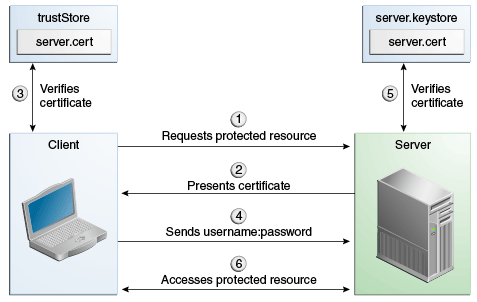 trustStore
server.cert
server.keystore
server.cert
3
Verifies
certificate
5
Verifies
certificate
1
Requests protected resource
Client
Server
2
Presents certificate
4
Sends username:password
6
Accesses protected resource